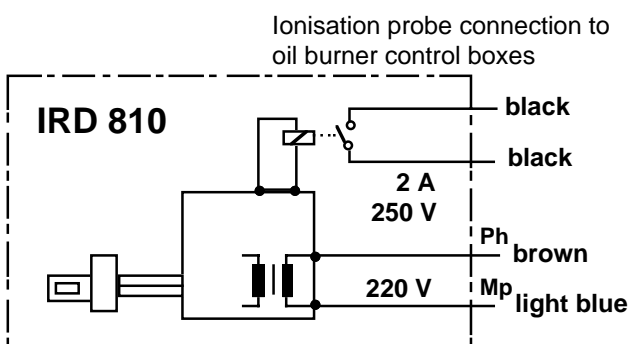 Ionisation probe connection to
oil burner control boxes
IRD 810
black
black
2 A
250 V
Ph
brown
220 V
Mp
light blue